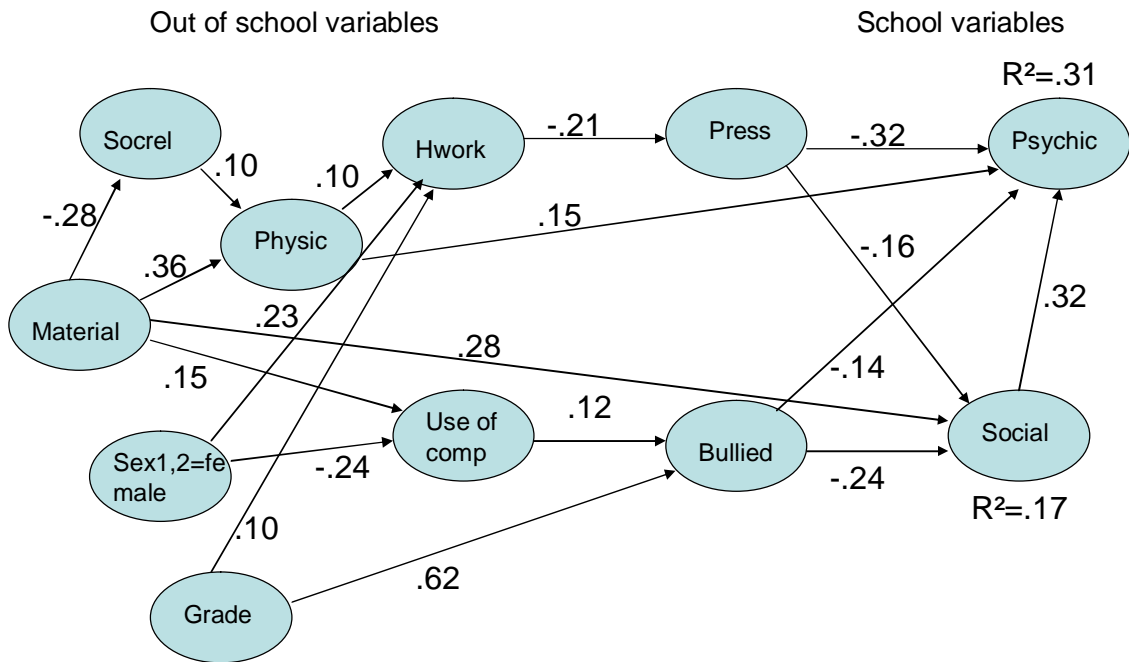 Out of school variables
School variables
R²=.31
Socrel
Hwork
-.21
Press
-.32
Psychic
.10
.10
-.28
Physic
.15
.36
-.16
Material
.23
.28
.32
.15
-.14
.12
Use of
comp
Bullied
Social
Sex1,2=fe
male
-.24
-.24
R²=.17
.10
.62
Grade